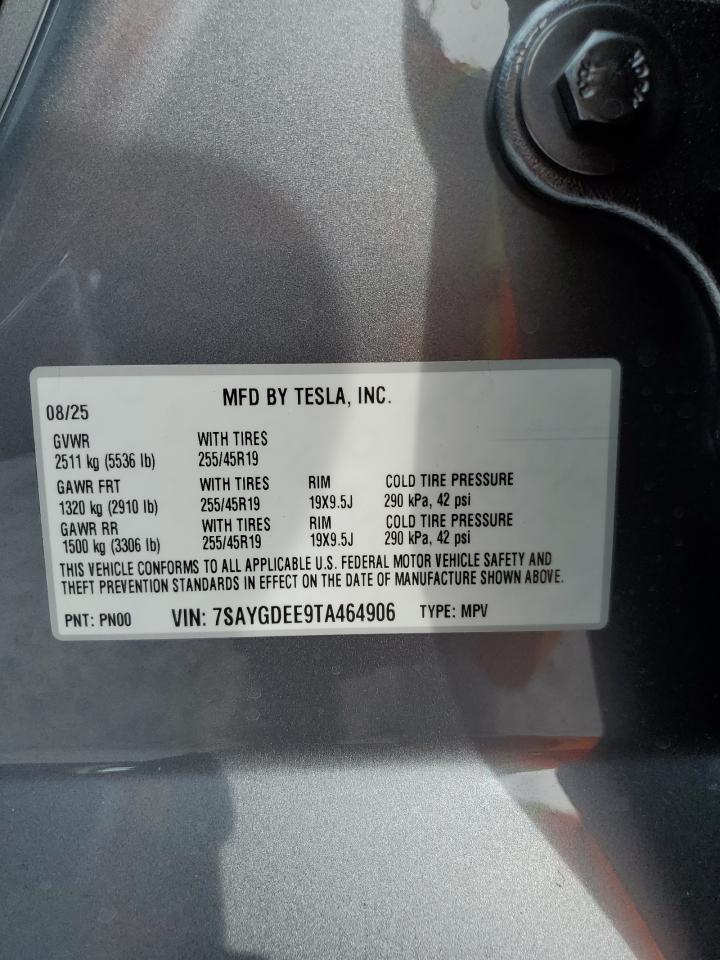 MFD BY TESLA, INC.
08/25
GVWR WITH TIRES
2511 kg (5536 lb) 255/45R19
GAWR FRT WITH TIRES RIM COLD TIRE PRESSURE
1320 kg (2910 lb) 255/45R19 19X9.5J 290 kPa, 42 psi
GAWR RR WITH TIRES RIM COLD TIRE PRESSURE
1500 kg (3306 lb) 255/45R19 19X9.5J 290 kPa, 42 psi
THIS VEHICLE CONFORMS TO ALL APPLICABLE U.S. FEDERAL MOTOR VEHICLE SAFETY AND
THEFT PREVENTION STANDARDS IN EFFECT ON THE DATE OF MANUFACTURE SHOWN ABOVE.
PNT: PN00 VIN: 7SAYGDEE9TA464906 TYPE: MPV